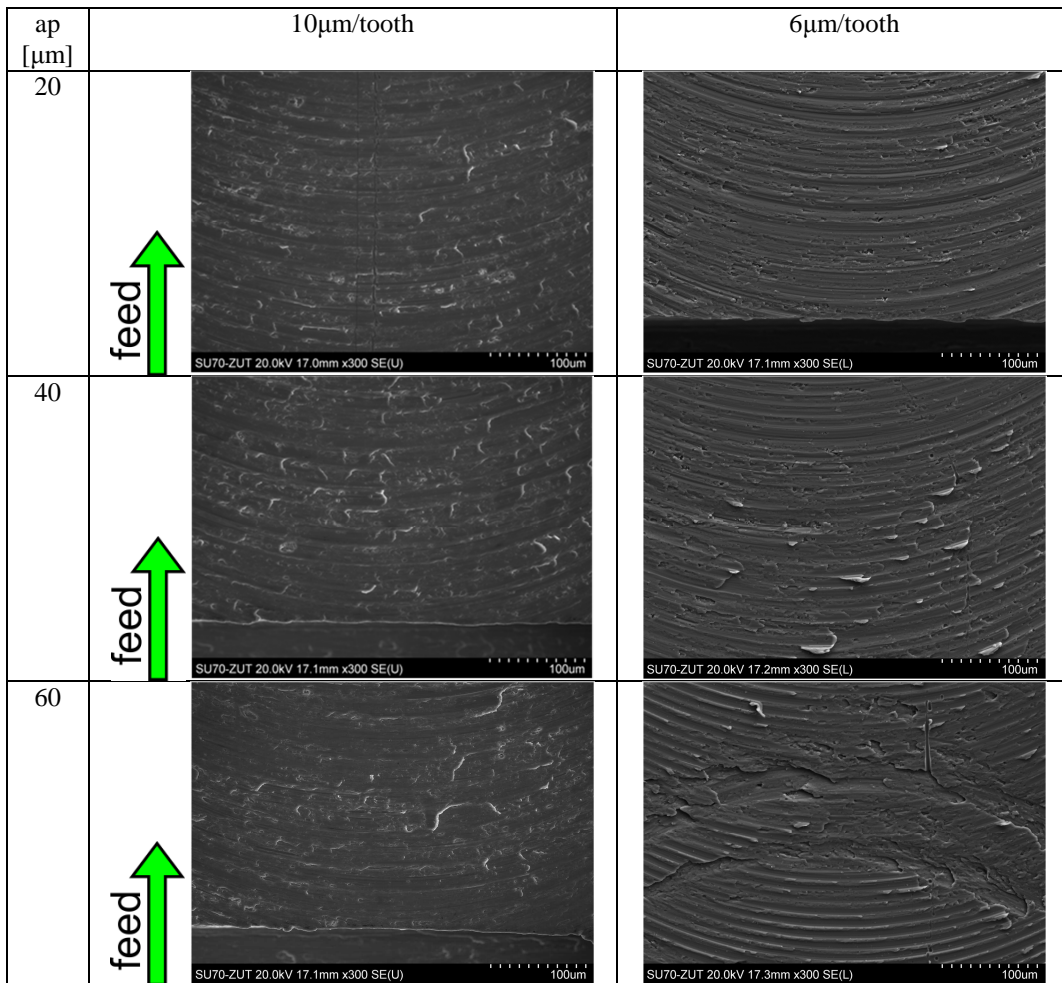 ap
[μm]
10μm/tooth
6μm/tooth
20
feed
SU70-ZUT 20.0kV 17.0mm x300 SE(U)
100um
SU70-ZUT 20.0kV 17.1mm x300 SE(L)
100um
40
feed
SU70-ZUT 20.0kV 17.1mm x300 SE(U)
100um
SU70-ZUT 20.0kV 17.2mm x300 SE(L)
100um
60
feed
SU70-ZUT 20.0kV 17.1mm x300 SE(U)
100um
SU70-ZUT 20.0kV 17.3mm x300 SE(L)
100um